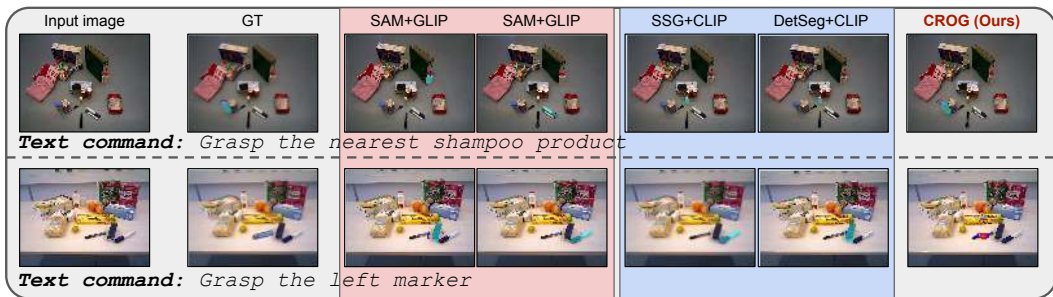 Input image GT SAM+GLIP SAM+GLIP SSG+CLIP DetSeg+CLIP CROG (Ours)
Text command: Grasp the nearest shampoo product
Text command: Grasp the left marker